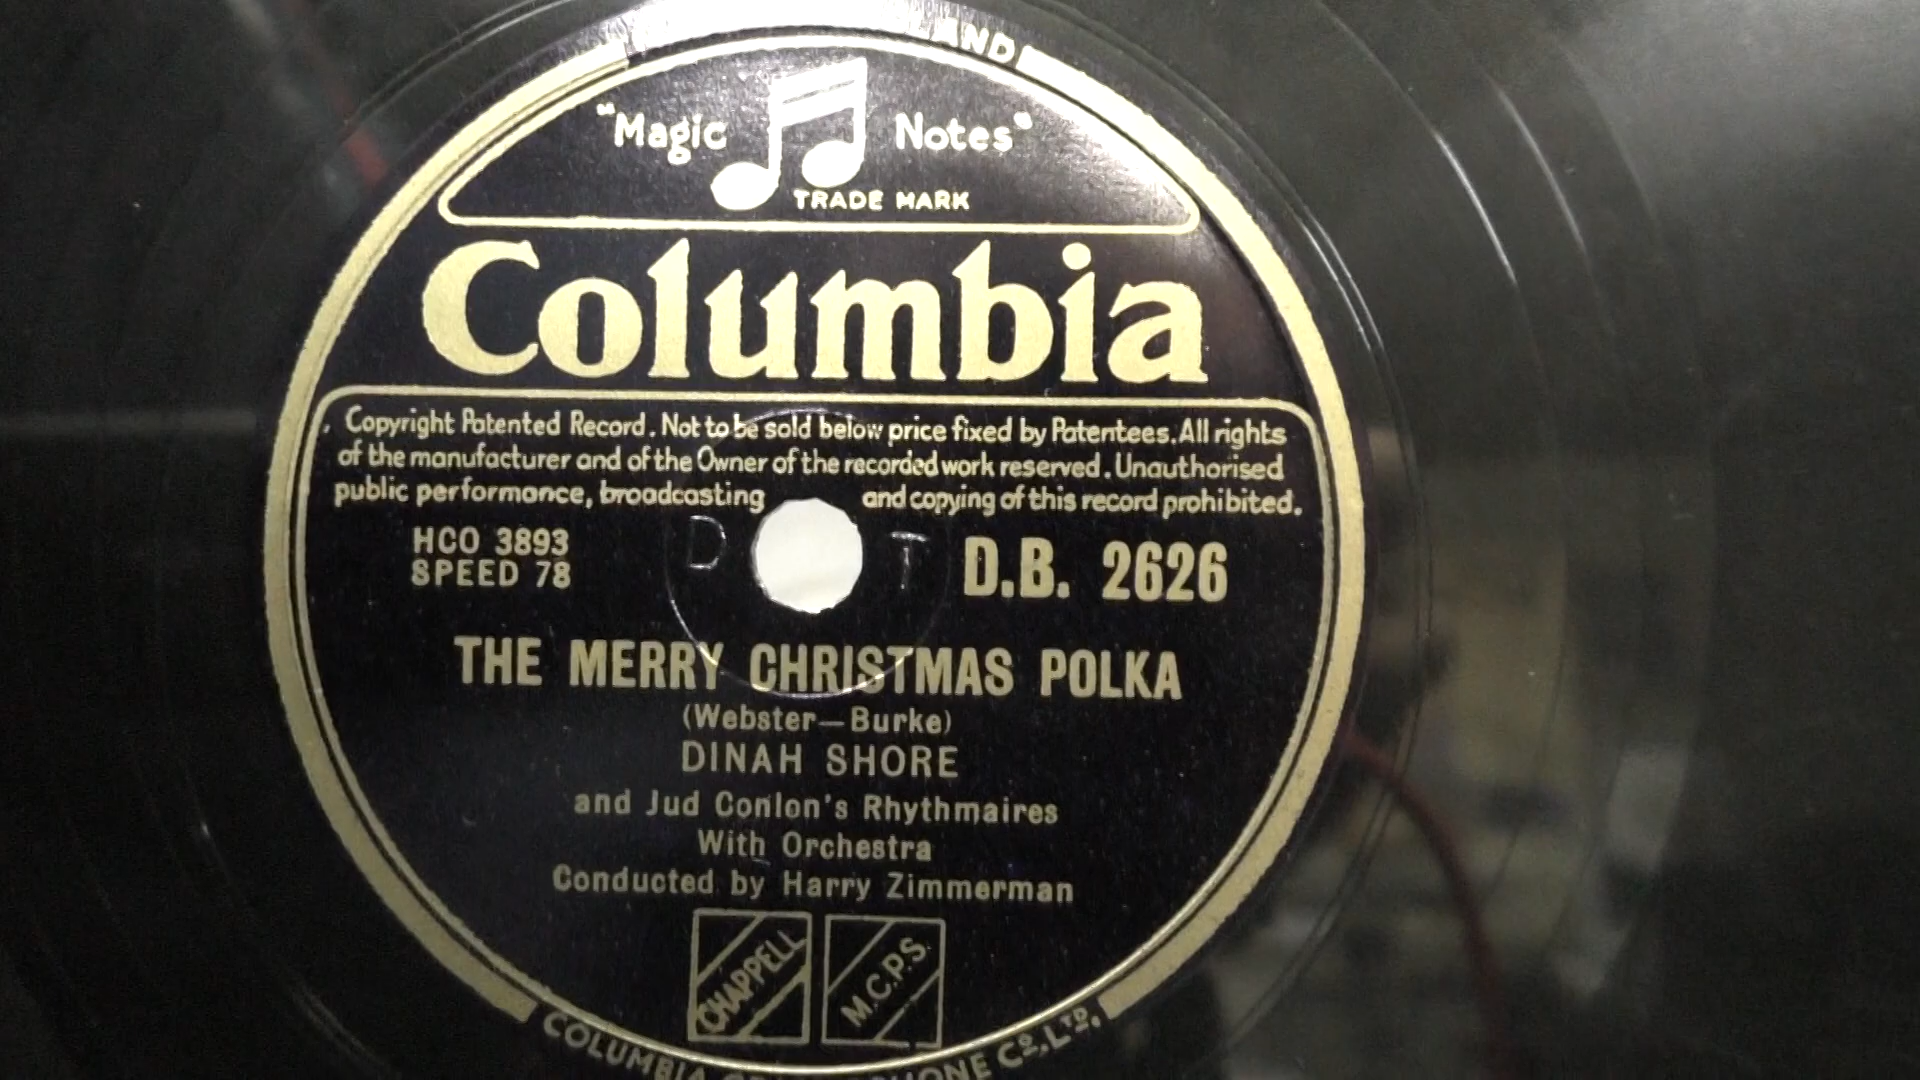 AND
"Magic Notes"
TRADE MARK
Columbia
Copyright Patented Record. Not to be sold below price fixed by Patentees. All rights
of the manufacturer and of the Owner of the recorded work reserved. Unauthorised
public performance, broadcasting and copying of this record prohibited.
HCO 3893
SPEED 78
D T
D.B. 2626
THE MERRY CHRISTMAS POLKA
(Webster—Burke)
DINAH SHORE
and Jud Conlon's Rhythmaires
With Orchestra
Conducted by Harry Zimmerman
CHAPPELL
M.C.P.S.
COLUMBIA Co., LTD.